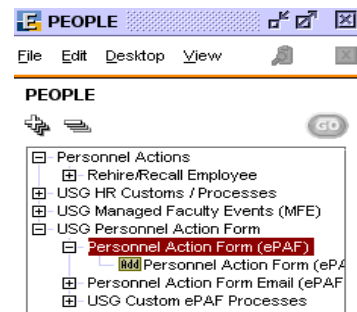 PEOPLE
File Edit Desktop View
PEOPLE
GO
Personnel Actions
Rehire/Recall Employee
USG HR Customs / Processes
USG Managed Faculty Events (MFE)
USG Personnel Action Form
Personnel Action Form (ePAF)
Add Personnel Action Form (ePA
Personnel Action Form Email (ePAF
USG Custom ePAF Processes